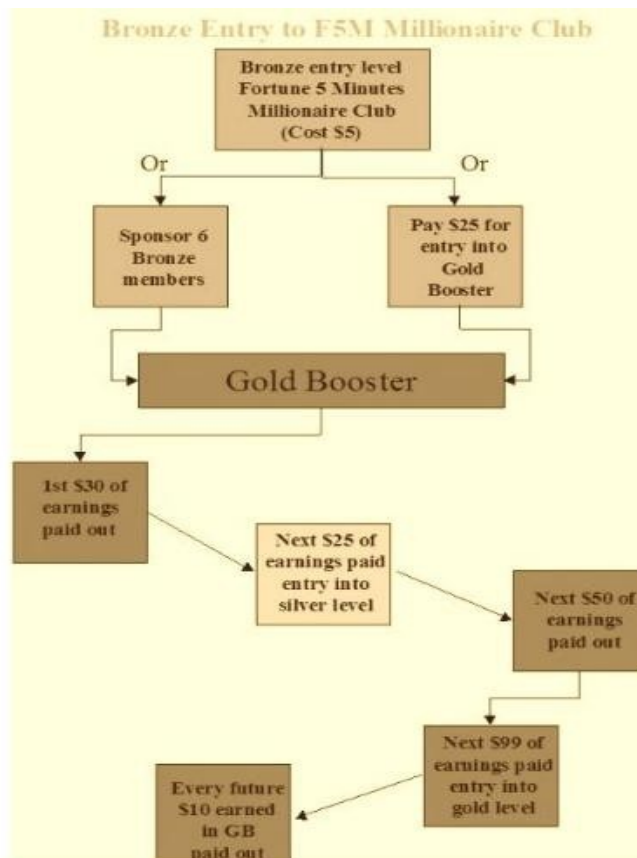 Bronze Entry to F5M Millionaire Club
Bronze entry level
Fortune 5 Minutes
Millionaire Club
(Cost $5)
Or
Or
Sponsor 6
Bronze
members
Pay $25 for
entry into
Gold
Booster
Gold Booster
1st $30 of
earnings
paid out
Next $25 of
earnings paid
entry into
silver level
Next $50 of
earnings
paid out
Next $99 of
earnings paid
entry into
gold level
Every future
$10 earned
in GB
paid out